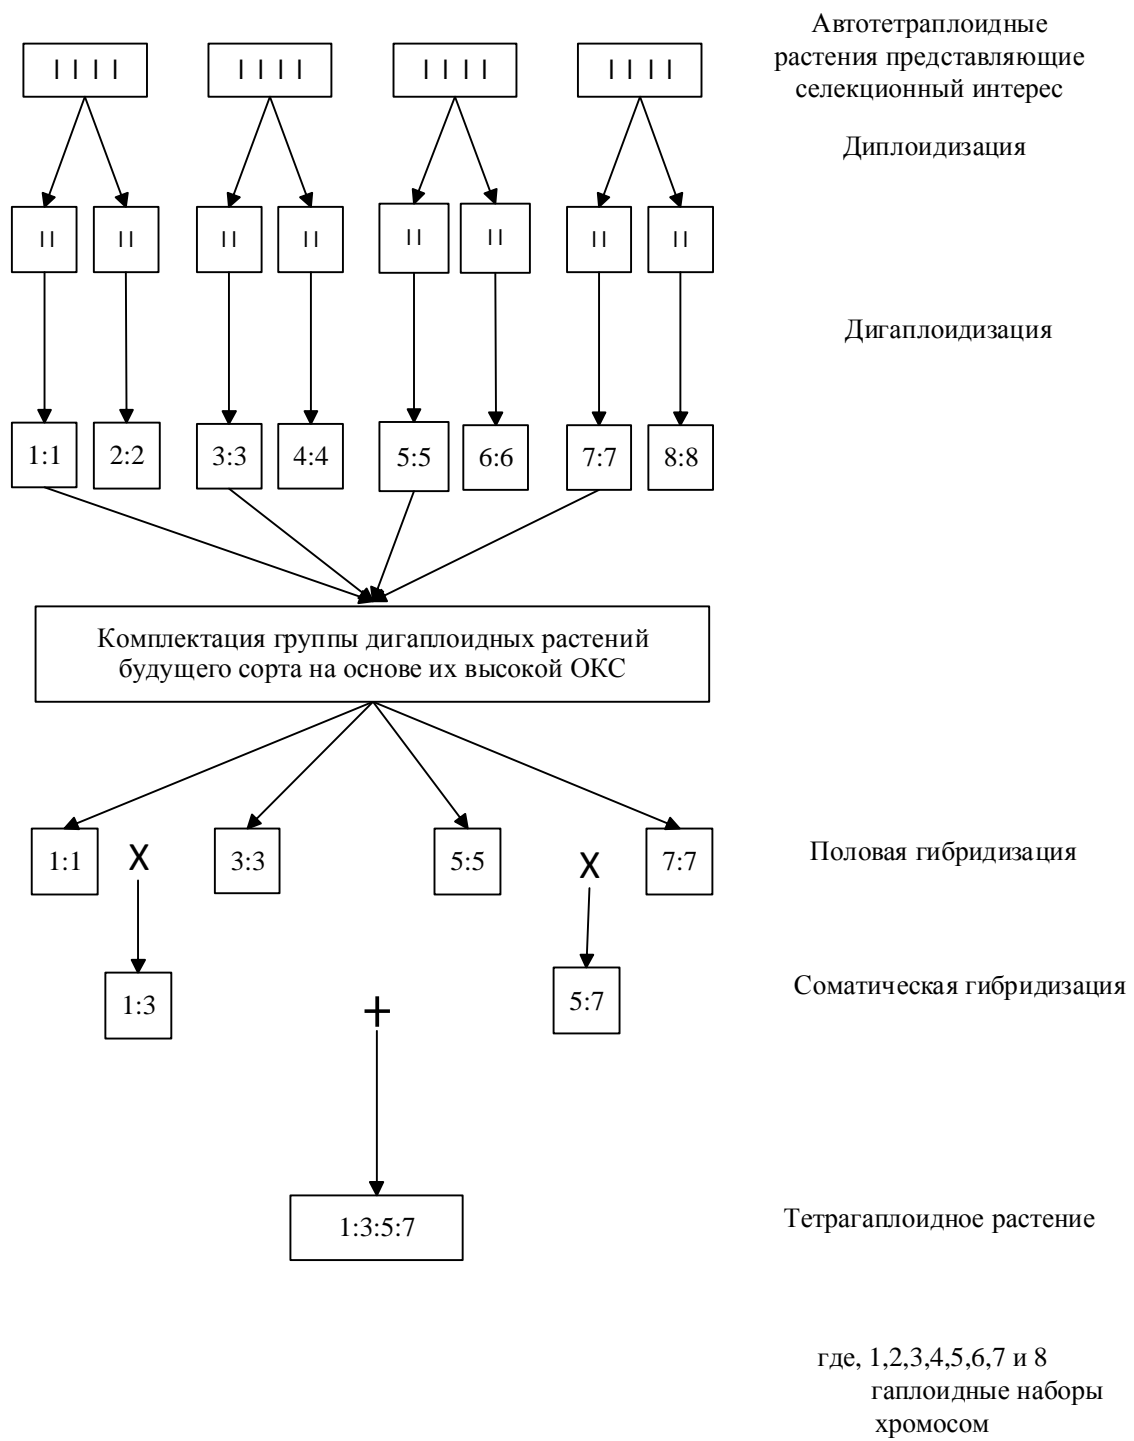 Автотетраплоидные
растения представляющие
селекционный интерес
I I I I
I I I I
I I I I
I I I I
Диплоидизация
I I
I I
I I
I I
I I
I I
I I
I I
Дигаплоидизация
1:1
2:2
3:3
4:4
5:5
6:6
7:7
8:8
Комплектация группы дигаплоидных растений
будущего сорта на основе их высокой ОКС
1:1
X
3:3
5:5
X
7:7
Половая гибридизация
1:3
+
5:7
Соматическая гибридизация
1:3:5:7
Тетрагаплоидное растение
где, 1,2,3,4,5,6,7 и 8
гаплоидные наборы
хромосом